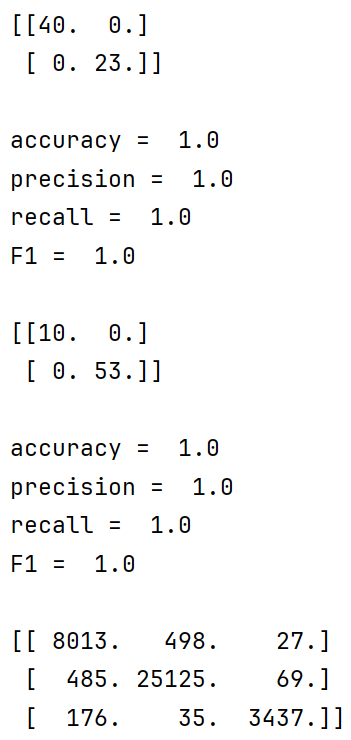 [[40.  0.]
 [ 0. 23.]]
accuracy =  1.0
precision =  1.0
recall =  1.0
F1 =  1.0
[[10.  0.]
 [ 0. 53.]]
accuracy =  1.0
precision =  1.0
recall =  1.0
F1 =  1.0
[[ 8013.   498.    27.]
 [  485. 25125.    69.]
 [  176.    35.  3437.]]